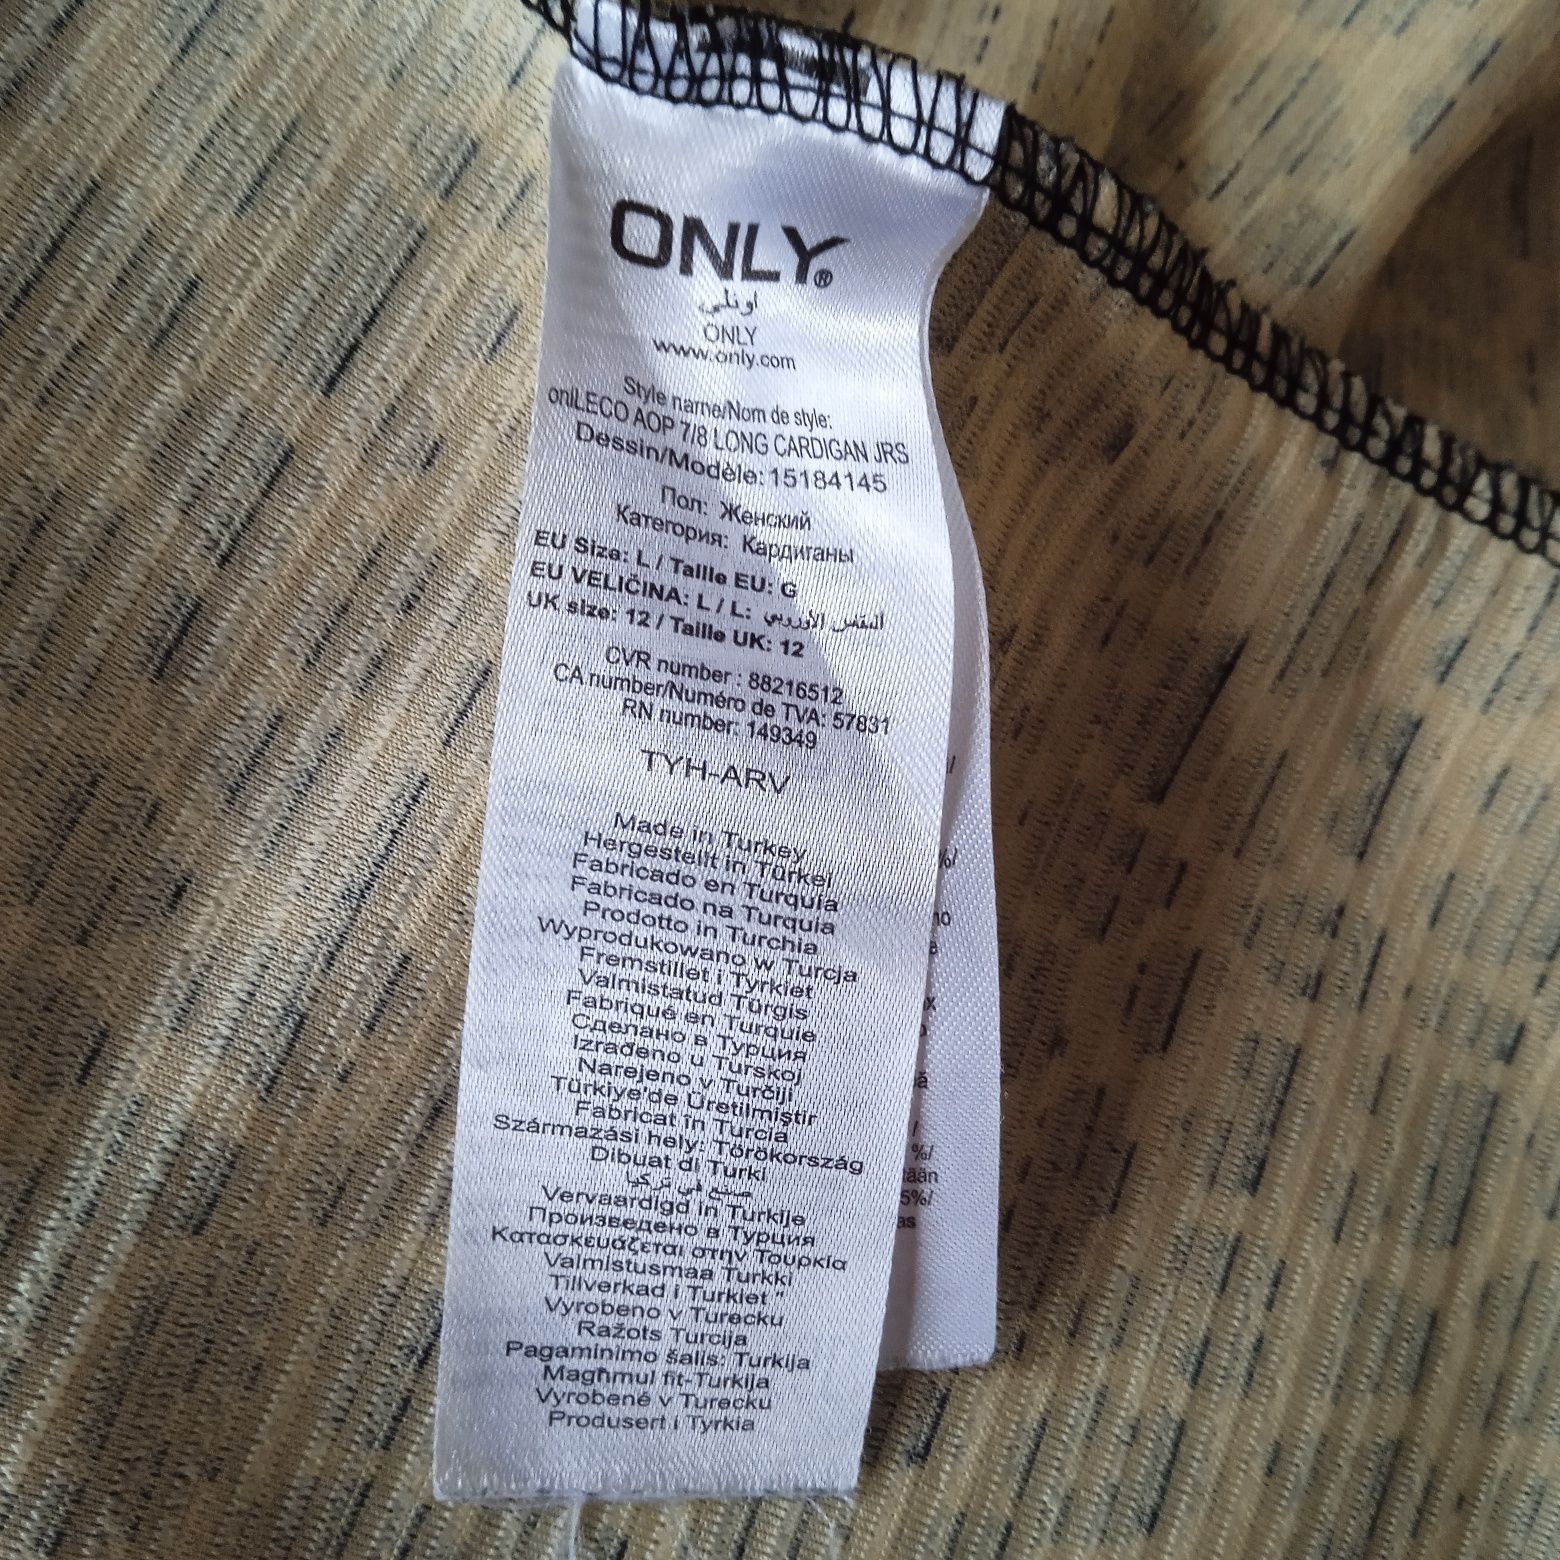 ONLY®
اونلي
ONLY
www.only.com
Style name/Nom de style:
onlLECO AOP 7/8 LONG CARDIGAN JRS
Dessin/Modèle: 15184145
Пол: Женский
Категория: Кардиганы
EU Size: L / Taille EU: G
EU VELIČINA: L / L: المقاس الأوروبي
UK size: 12 / Taille UK: 12
CVR number : 88216512
CA number/Numéro de TVA: 57831
RN number: 149349
TYH-ARV
Made in Turkey
Hergestellt in Türkei
Fabricado en Turquía
Fabricado na Turquia
Prodotto in Turchia
Wyprodukowano w Turcja
Fremstillet i Tyrkiet
Valmistatud Türgis
Fabriqué en Turquie
Сделано в Турция
Izrađeno u Turskoj
Narejeno v Turčiji
Türkiye'de Üretilmiştir
Fabricat in Turcia
Származási hely: Törökország
Dibuat di Turki
صنع في تركيا
Vervaardigd in Turkije
Произведено в Турция
Κατασκευάζεται στην Τουρκία
Valmistusmaa Turkki
Tillverkad i Turkiet "
Vyrobeno v Turecku
Ražots Turcija
Pagaminimo šalis: Turkija
Magħmul fit-Turkija
Vyrobené v Turecku
Produsert i Tyrkia